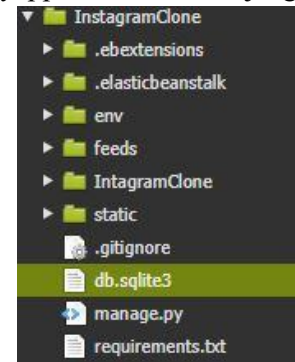 InstagramClone
.ebextensions
.elasticbeanstalk
env
feeds
IntagramClone
static
.gitignore
db.sqlite3
manage.py
requirements.txt